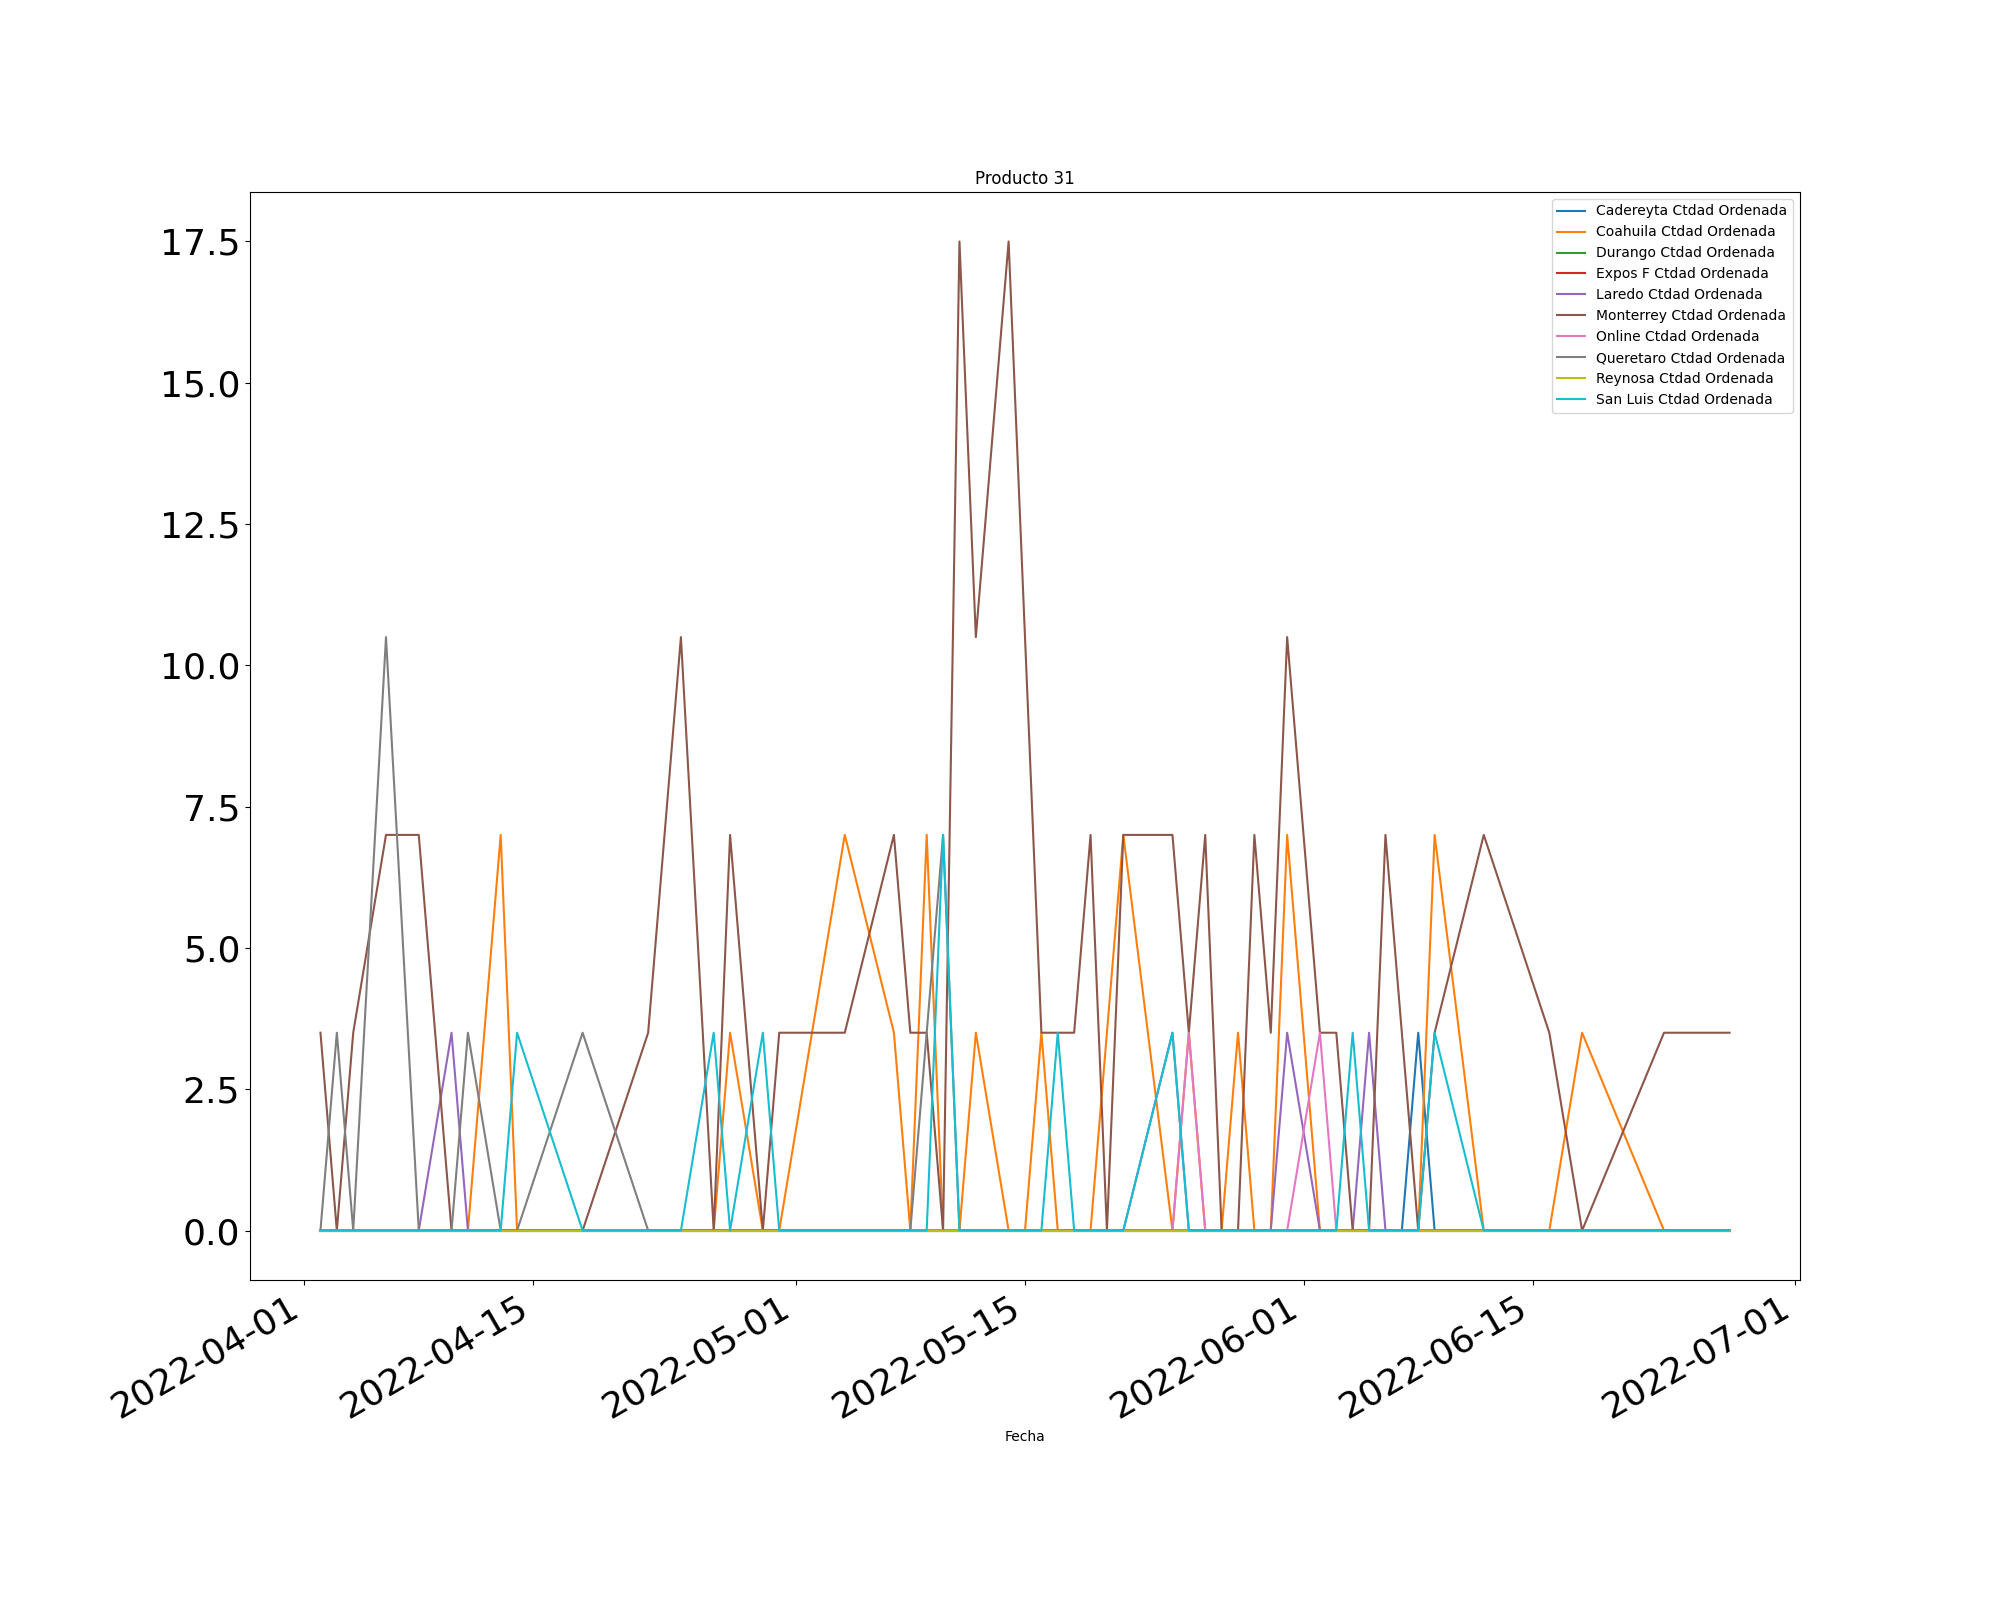 Producto 31
17.5
15.0
12.5
10.0
7.5
5.0
2.5
0.0
Cadereyta Ctdad Ordenada
Coahuila Ctdad Ordenada
Durango Ctdad Ordenada
Expos F Ctdad Ordenada
Laredo Ctdad Ordenada
Monterrey Ctdad Ordenada
Online Ctdad Ordenada
Queretaro Ctdad Ordenada
Reynosa Ctdad Ordenada
San Luis Ctdad Ordenada
2022-04-01
2022-04-15
2022-05-01
2022-05-15
2022-06-01
2022-06-15
2022-07-01
Fecha